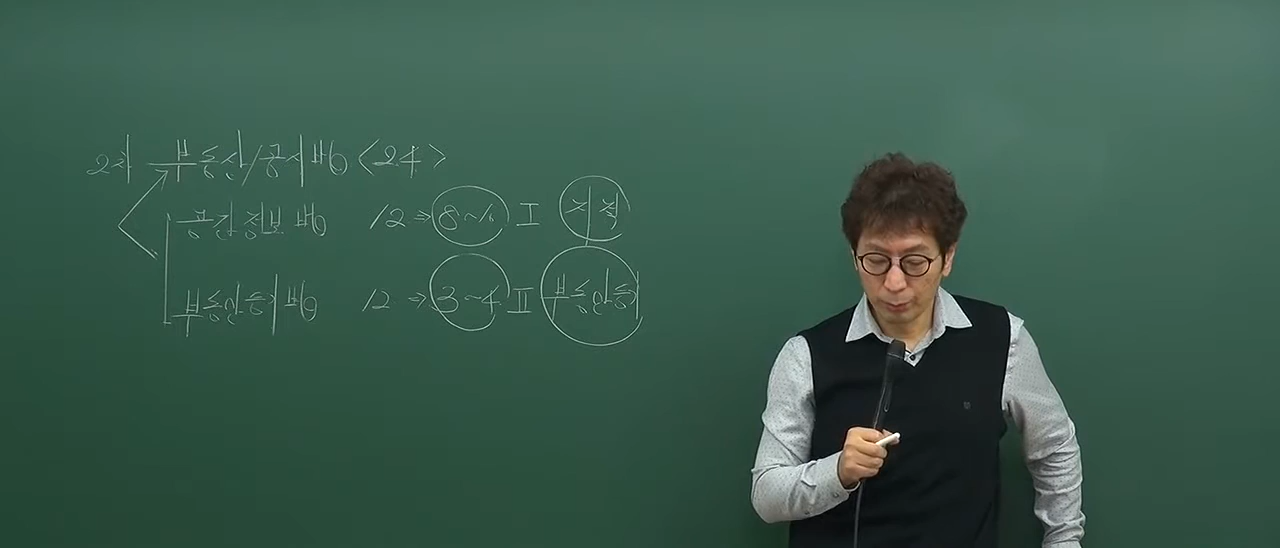 2차 부동산/공시법 <24>
공간정보법 12 ⇒ 8~ Ⅰ 지적
부동산등기법 12 ⇒ 3~4 Ⅱ 부동산등기